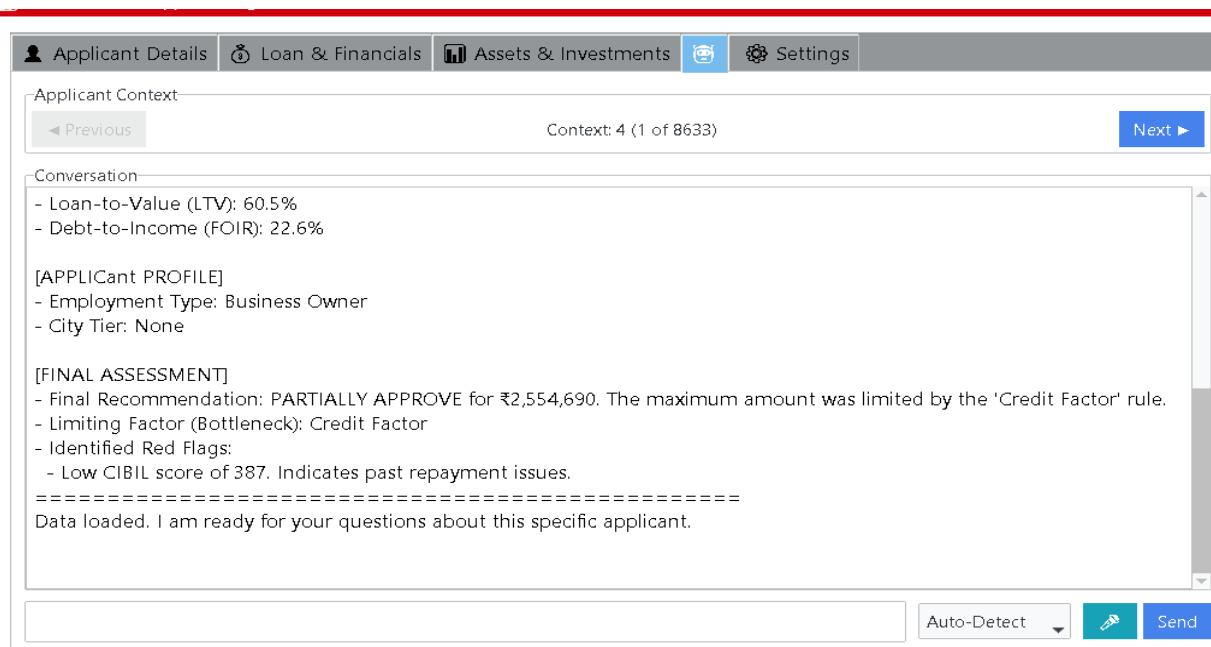 Applicant Details
Loan & Financials
Assets & Investments
Settings
Applicant Context
◄ Previous
Context: 4 (1 of 8633)
Next ►
Conversation
- Loan-to-Value (LTV): 60.5%
- Debt-to-Income (FOIR): 22.6%
[APPLICant PROFILE]
- Employment Type: Business Owner
- City Tier: None
[FINAL ASSESSMENT]
- Final Recommendation: PARTIALLY APPROVE for ₹2,554,690. The maximum amount was limited by the 'Credit Factor' rule.
- Limiting Factor (Bottleneck): Credit Factor
- Identified Red Flags:
- Low CIBIL score of 387. Indicates past repayment issues.
==================================================
Data loaded. I am ready for your questions about this specific applicant.
Auto-Detect
Send